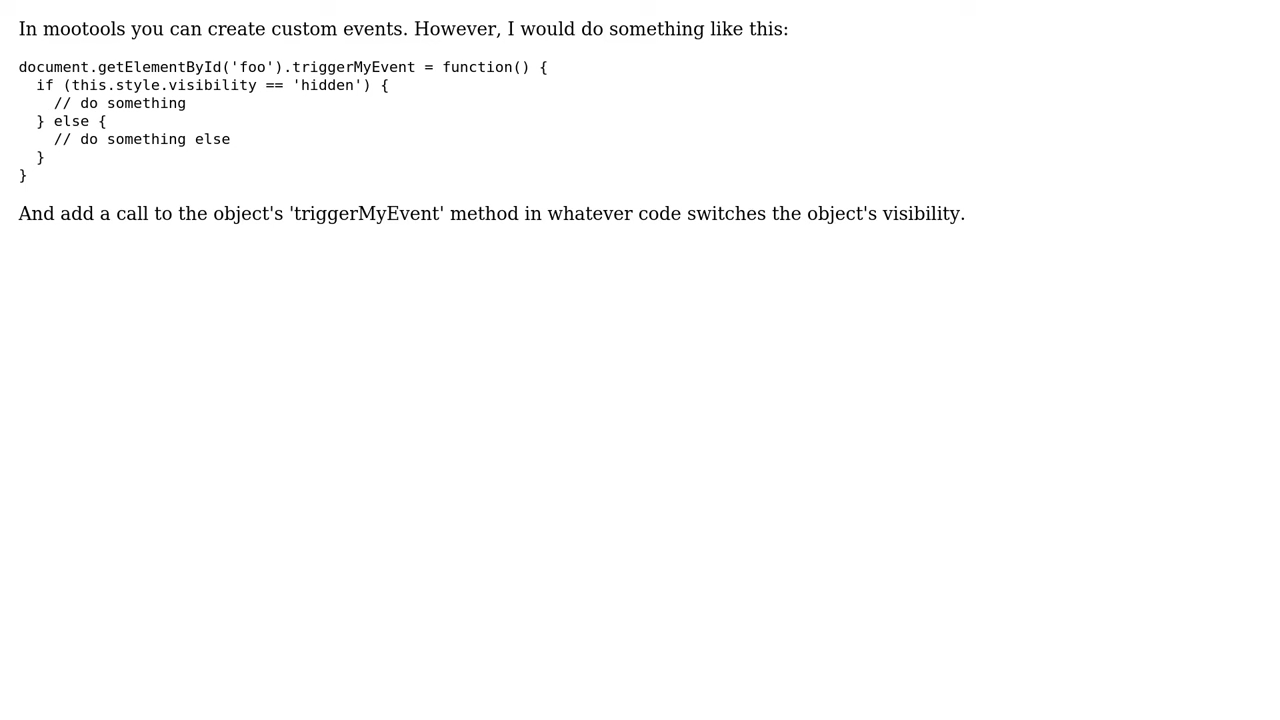 In mootools you can create custom events. However, I would do something like this:
document.getElementById('foo').triggerMyEvent = function() {
  if (this.style.visibility == 'hidden') {
    // do something
  } else {
    // do something else
  }
}
And add a call to the object's 'triggerMyEvent' method in whatever code switches the object's visibility.